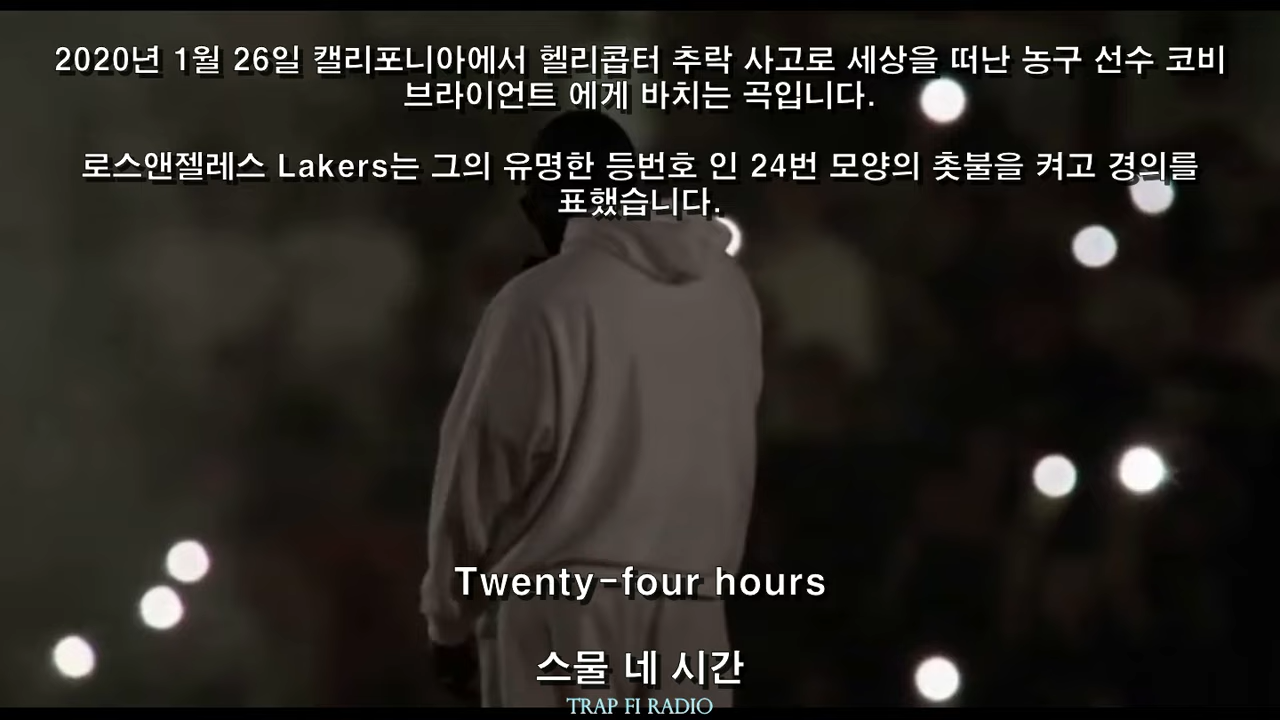 2020년 1월 26일 캘리포니아에서 헬리콥터 추락 사고로 세상을 떠난 농구 선수 코비
브라이언트 에게 바치는 곡입니다.
로스앤젤레스 Lakers는 그의 유명한 등번호 인 24번 모양의 촛불을 켜고 경의를
표했습니다.
Twenty-four hours
스물 네 시간
TRAP FI RADIO